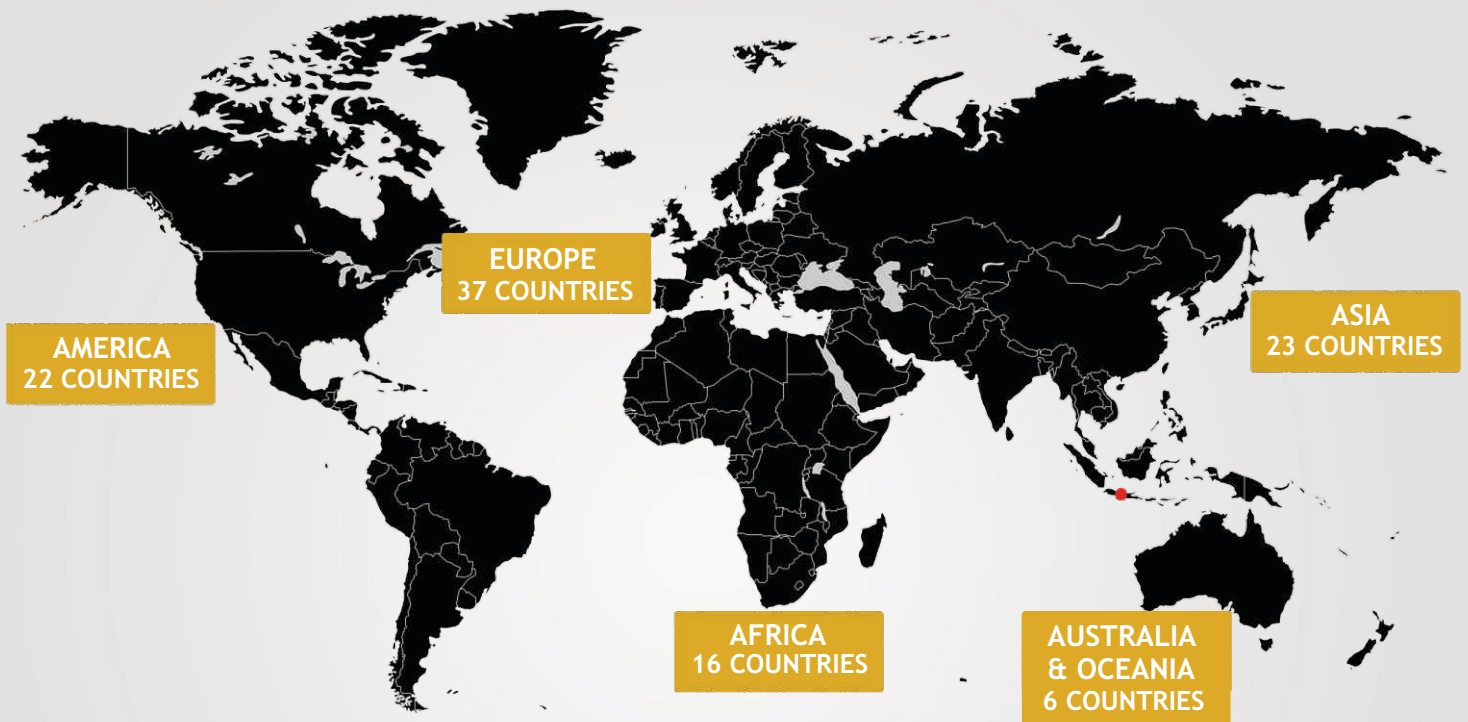 EUROPE
37 COUNTRIES
AMERICA
22 COUNTRIES
ASIA
23 COUNTRIES
AFRICA
16 COUNTRIES
AUSTRALIA
& OCEANIA
6 COUNTRIES